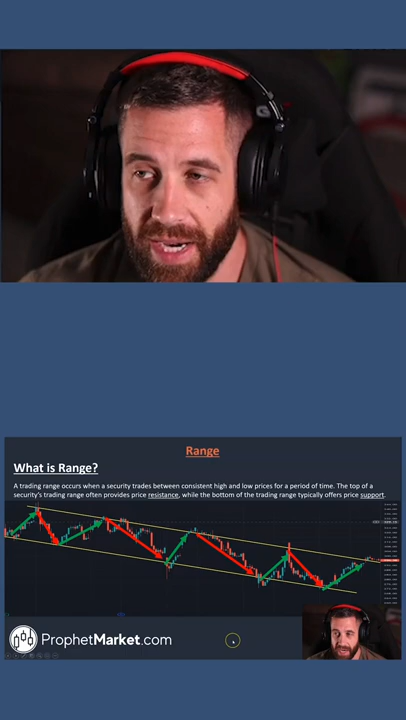 Range
What is Range?
A trading range occurs when a security trades between consistent high and low prices for a period of time. The top of a
security's trading range often provides price resistance, while the bottom of the trading range typically offers price support.
ProphetMarket.com